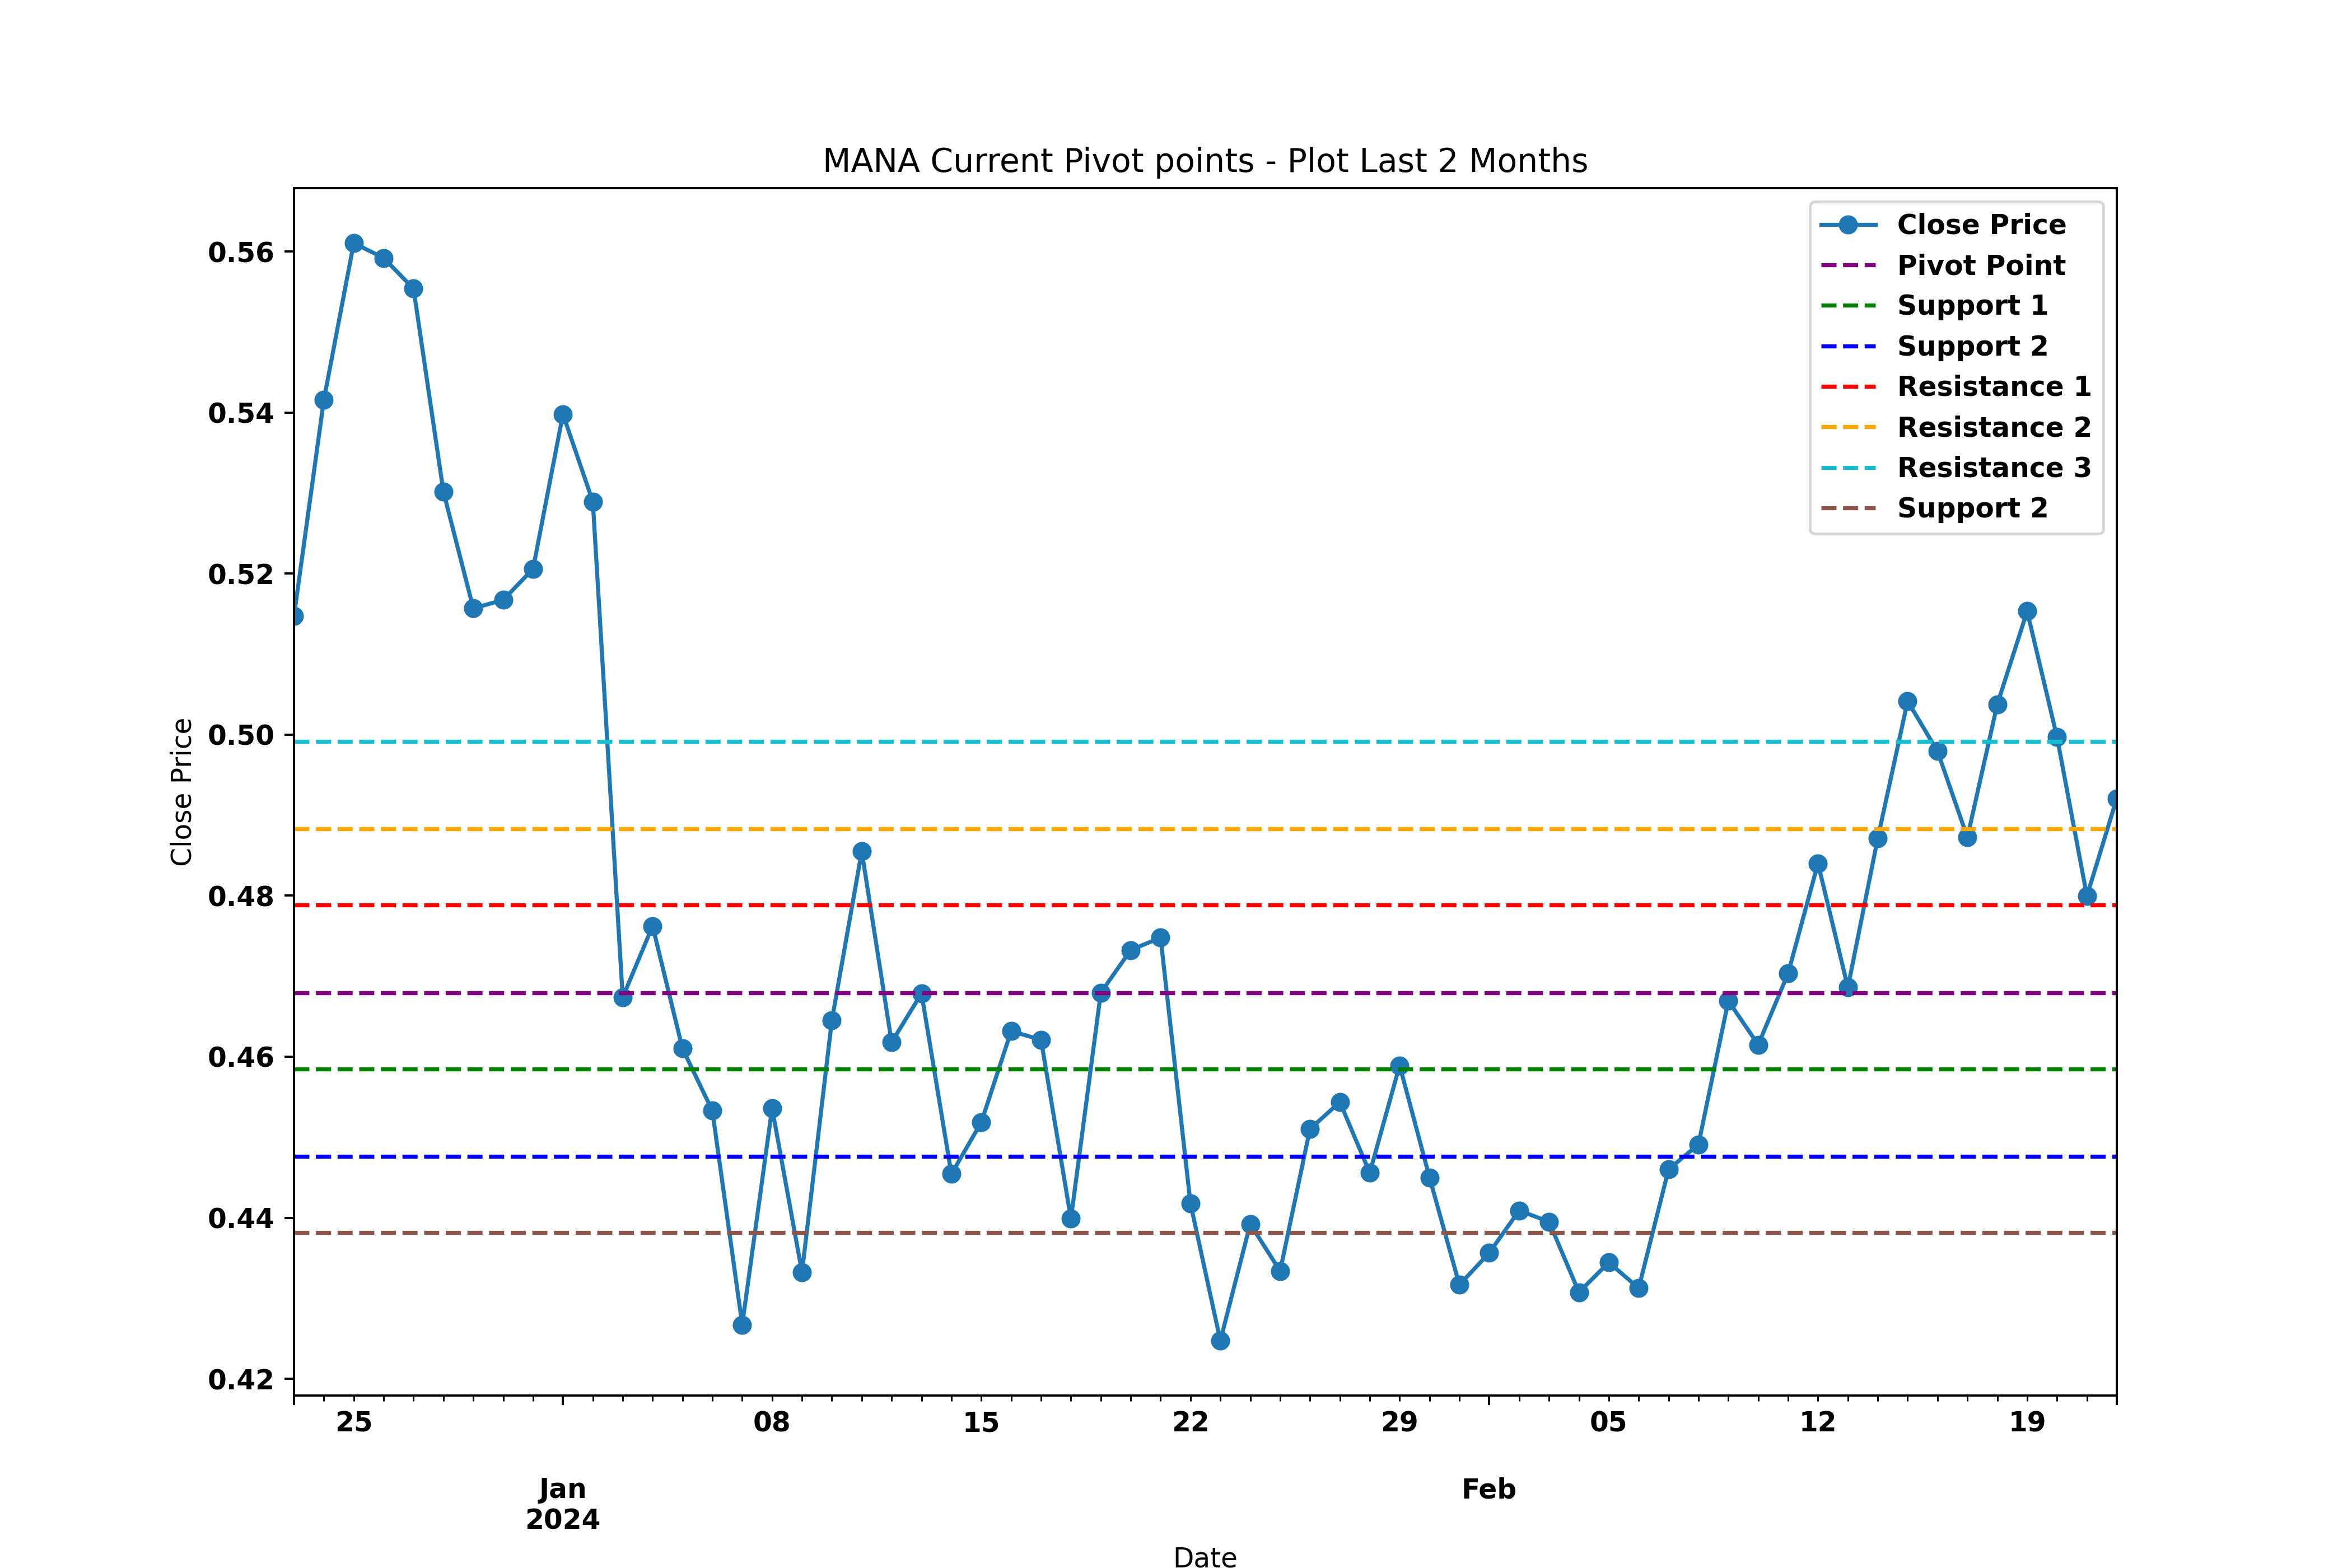 MANA Current Pivot points - Plot Last 2 Months
Close Price
0.56
0.54
0.52
0.50
0.48
0.46
0.44
0.42
Close Price
Pivot Point
Support 1
Support 2
Resistance 1
Resistance 2
Resistance 3
Support 2
25 08 15 22 29 05 12 19
Jan Feb
2024
Date